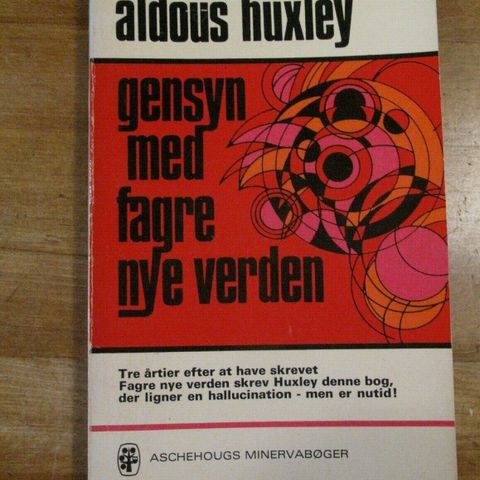 aldous huxley
gensyn
med
fagre
nye verden
Tre årtier efter at have skrevet
Fagre nye verden skrev Huxley denne bog,
der ligner en hallucination - men er nutid!
ASCHEHOUGS MINERVABØGER